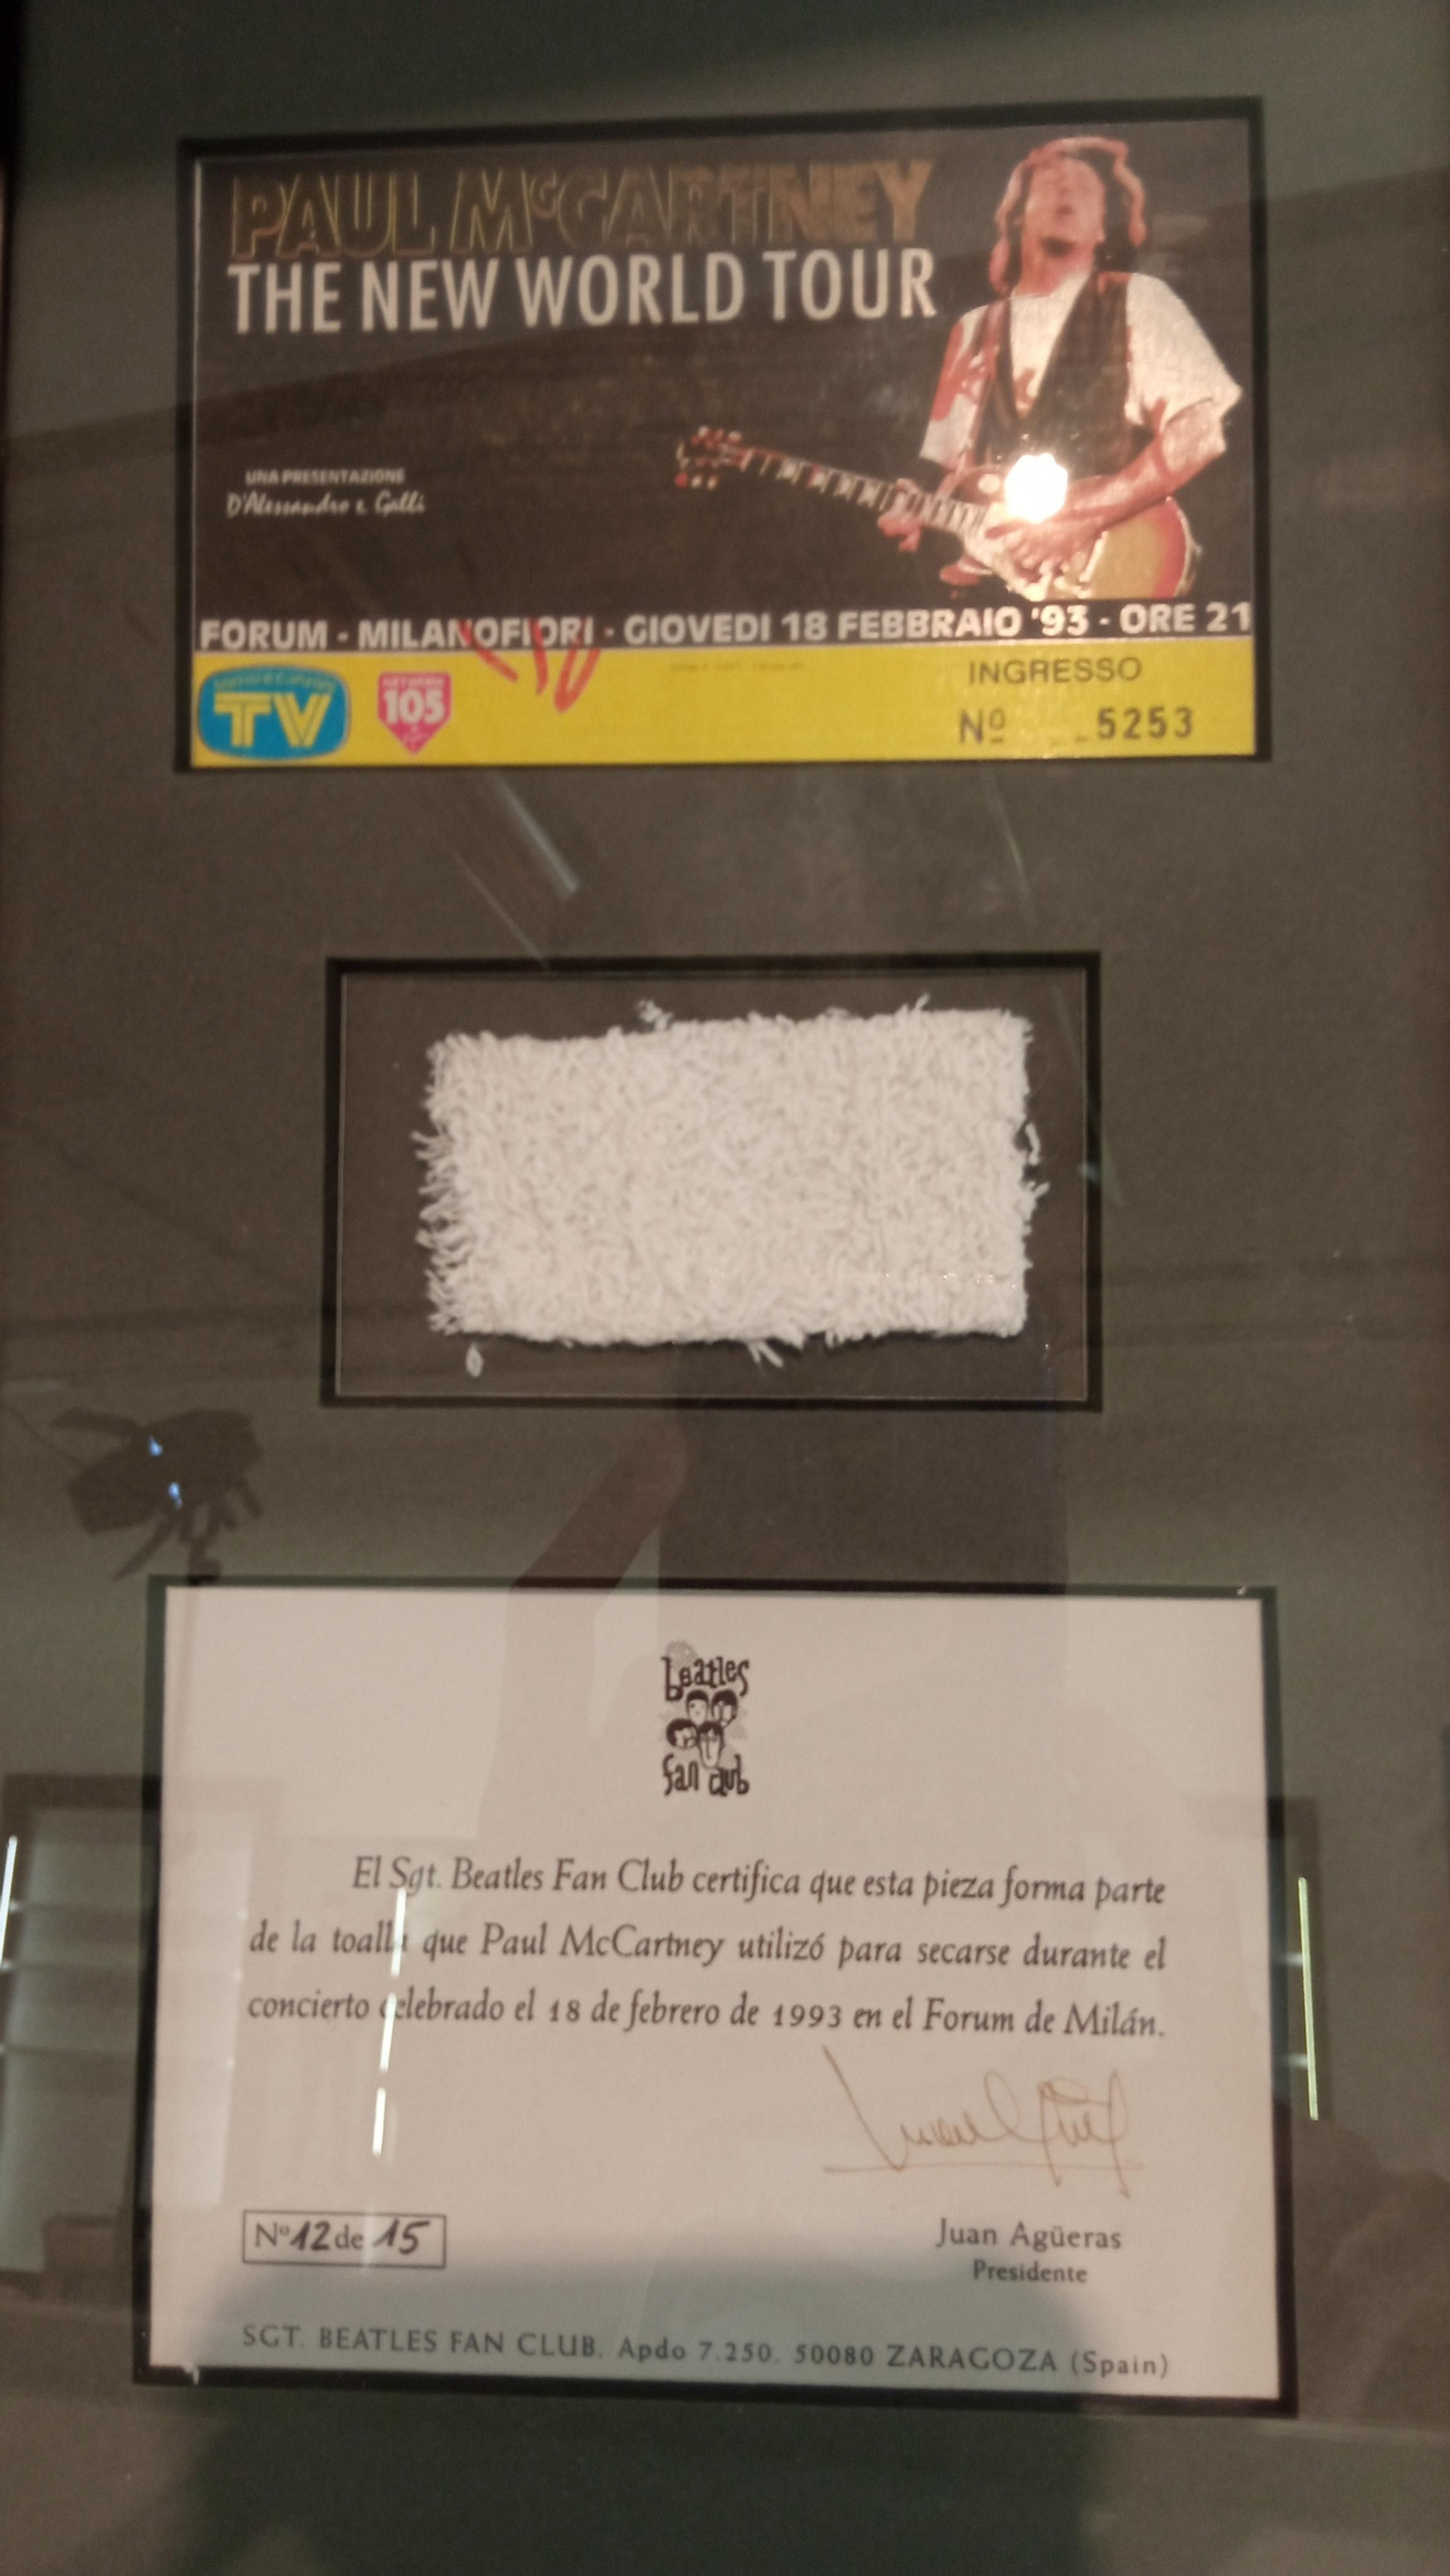 PAUL McCARTNEY
THE NEW WORLD TOUR
UNA PRESENTAZIONE
D'Alessandro e Galli
FORUM - MILANOFIORI - GIOVEDI 18 FEBBRAIO '93 - ORE 21
TV
NETWORK
105
INGRESSO
Nº 5253
beatles
fan club
El Sgt. Beatles Fan Club certifica que esta pieza forma parte
de la toalla que Paul McCartney utilizó para secarse durante el
concierto celebrado el 18 de febrero de 1993 en el Forum de Milán.
Nº 12 de 15
Juan Agüeras
Presidente
SGT. BEATLES FAN CLUB. Apdo 7.250. 50080 ZARAGOZA (Spain)